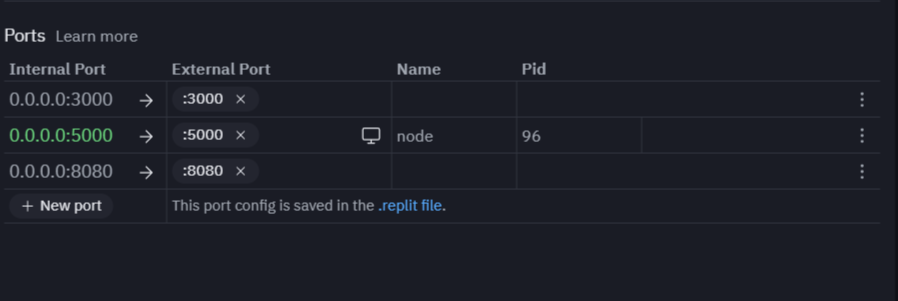 Ports Learn more
Internal Port External Port Name Pid
0.0.0.0:3000 → :3000 ×
0.0.0.0:5000 → :5000 × node 96
0.0.0.0:8080 → :8080 ×
+ New port This port config is saved in the .replit file.